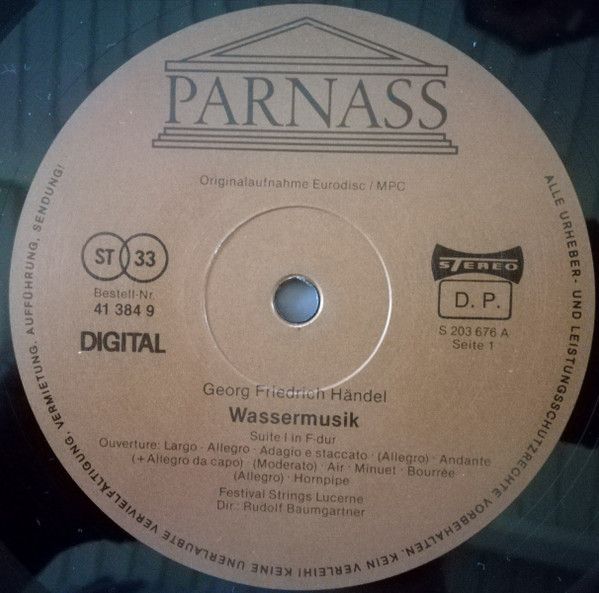 PARNASS
Originalaufnahme Eurodisc / MPC
ST 33
Bestell-Nr.
41 384 9
DIGITAL
STEREO
D. P.
S 203 676 A
Seite 1
Georg Friedrich Händel
Wassermusik
Suite I in F-dur
Ouverture: Largo · Allegro · Adagio e staccato · (Allegro) · Andante
(+ Allegro da capo) · (Moderato) · Air · Minuet · Bourrée
(Allegro) · Hornpipe
Festival Strings Lucerne
Dir.: Rudolf Baumgartner
ALLE URHEBER- UND LEISTUNGSSCHUTZRECHTE VORBEHALTEN. KEIN VERLEIH! KEINE UNERLAUBTE VERVIELFÄLTIGUNG, VERMIETUNG, AUFFÜHRUNG, SENDUNG!